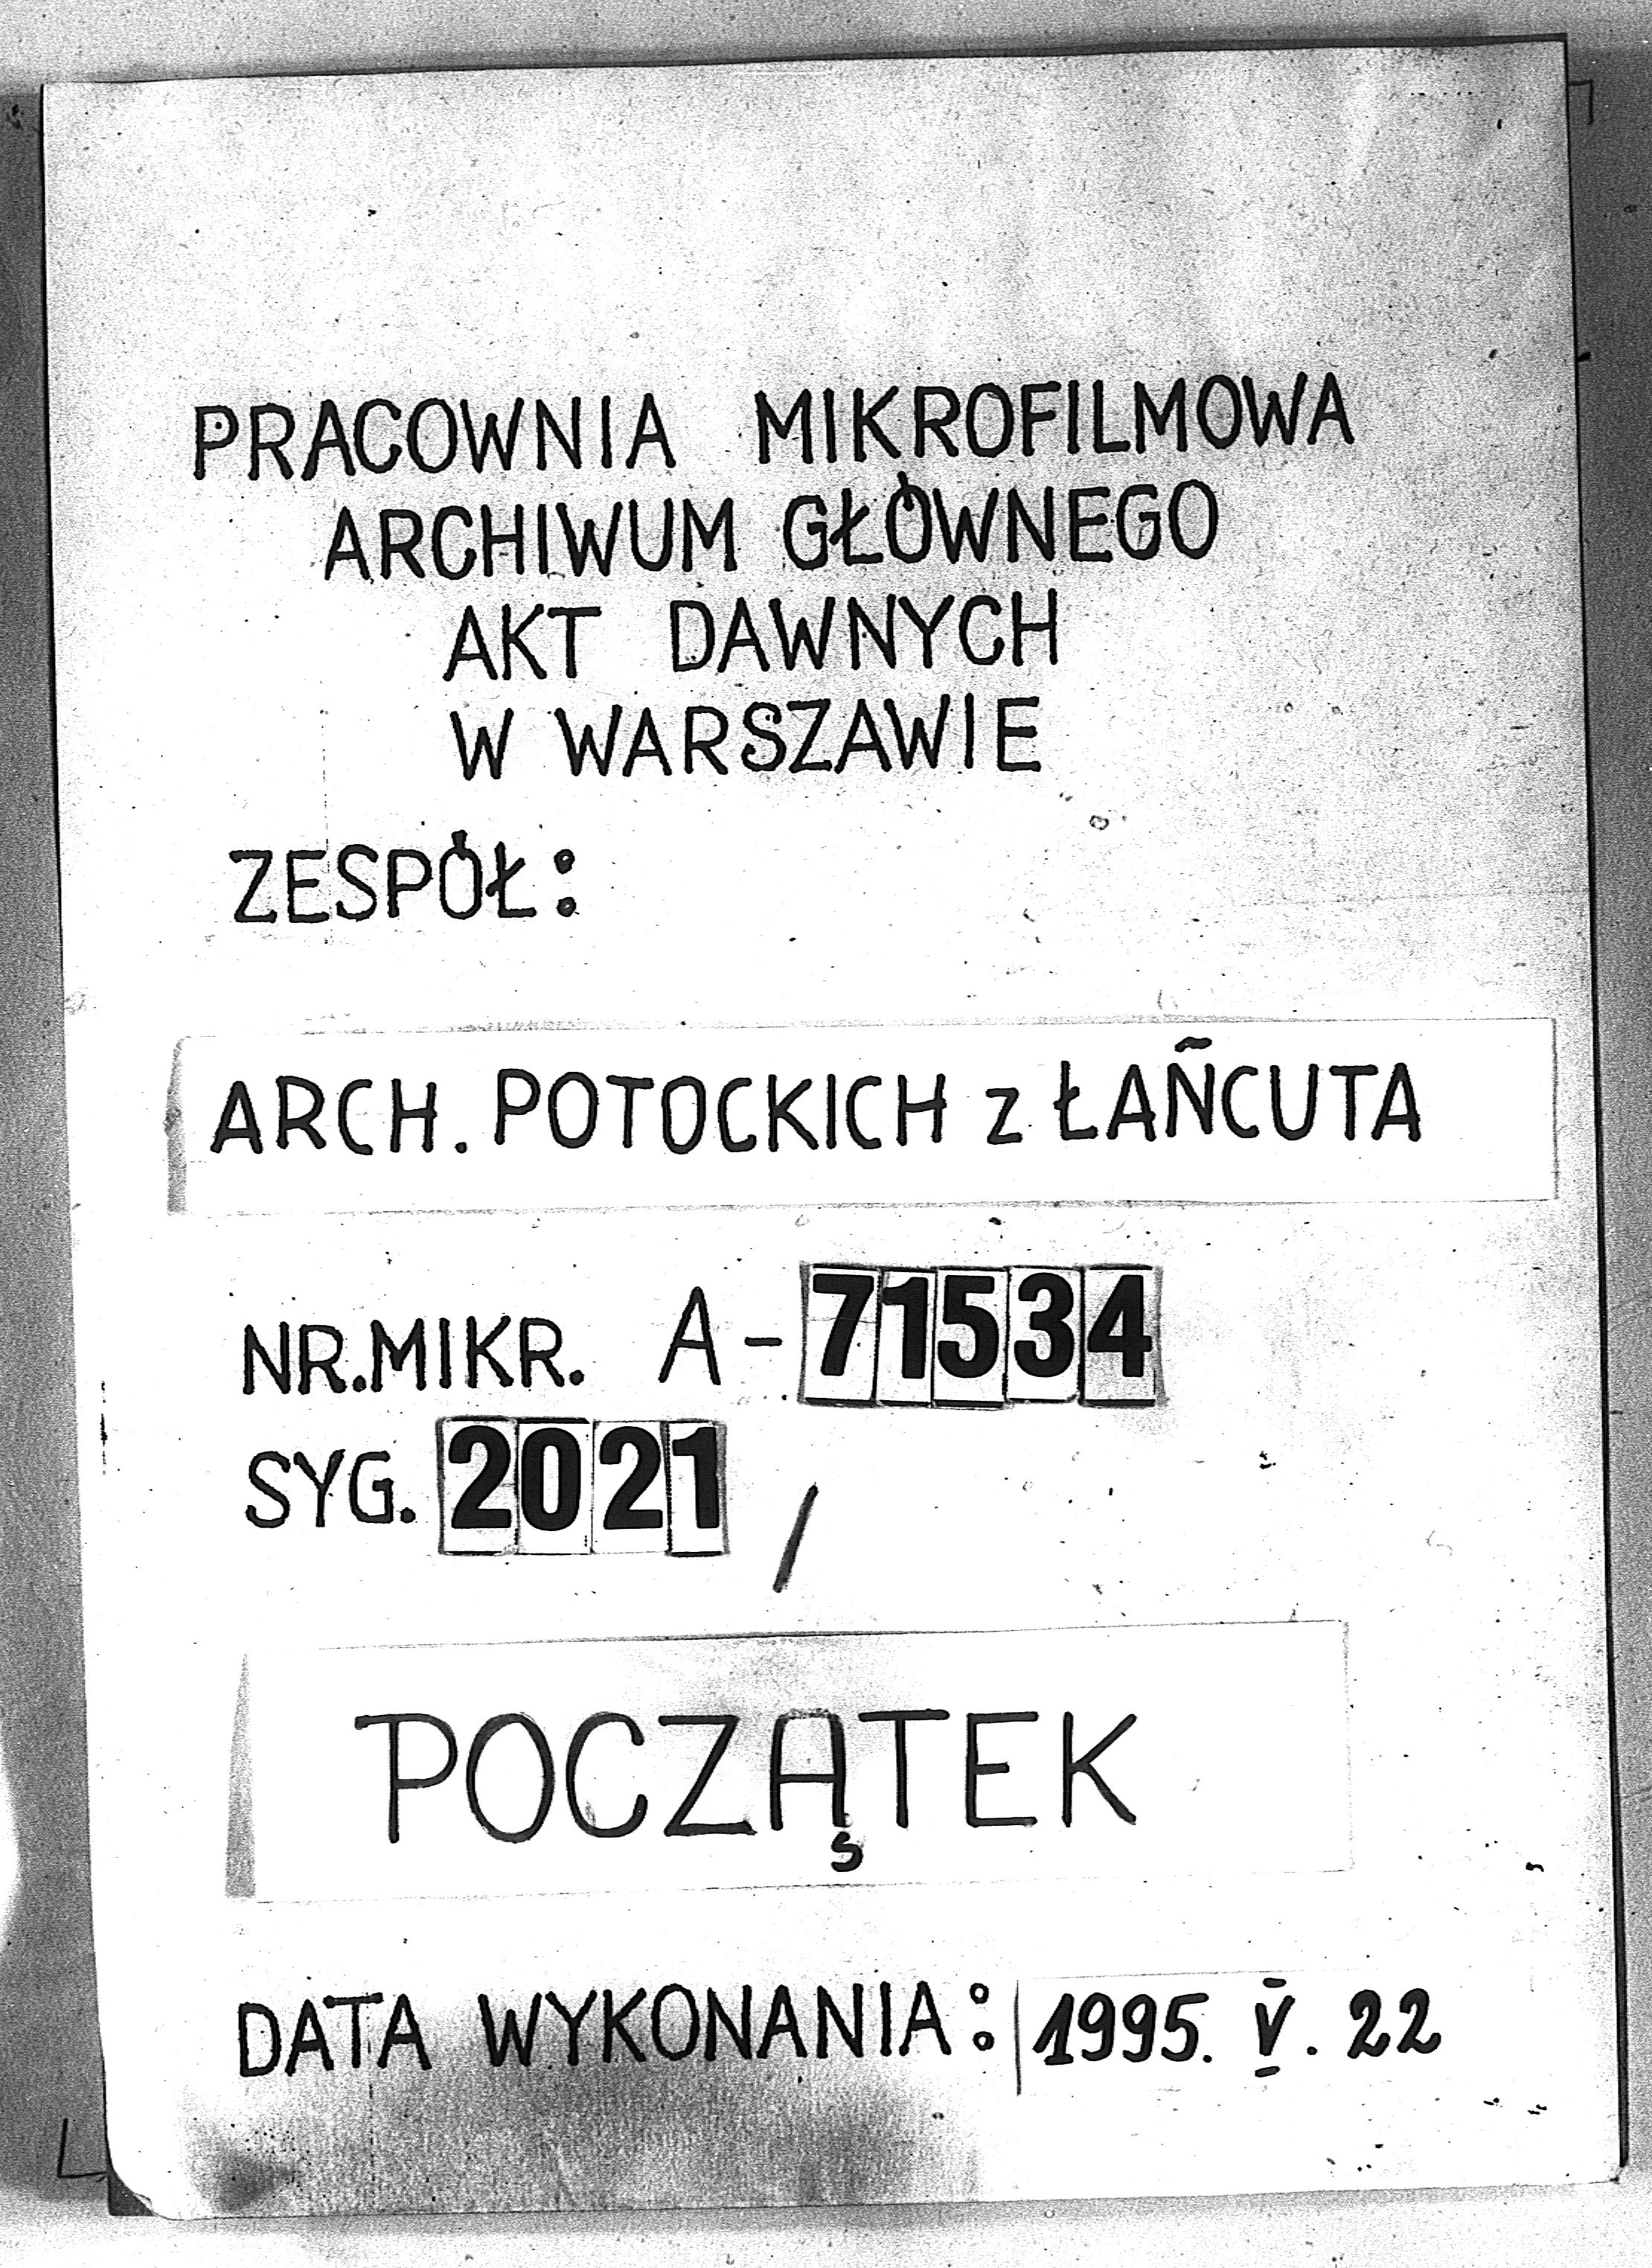 PRACOWNIA MIKROFILMOWA
ARCHIWUM GŁÓWNEGO
AKT DAWNYCH
W WARSZAWIE
ZESPÓŁ:
ARCH. POTOCKICH z ŁAŃCUTA
NR. MIKR. A-71534
SYG. 2021 /
POCZĄTEK
DATA WYKONANIA: 1995. V. 22